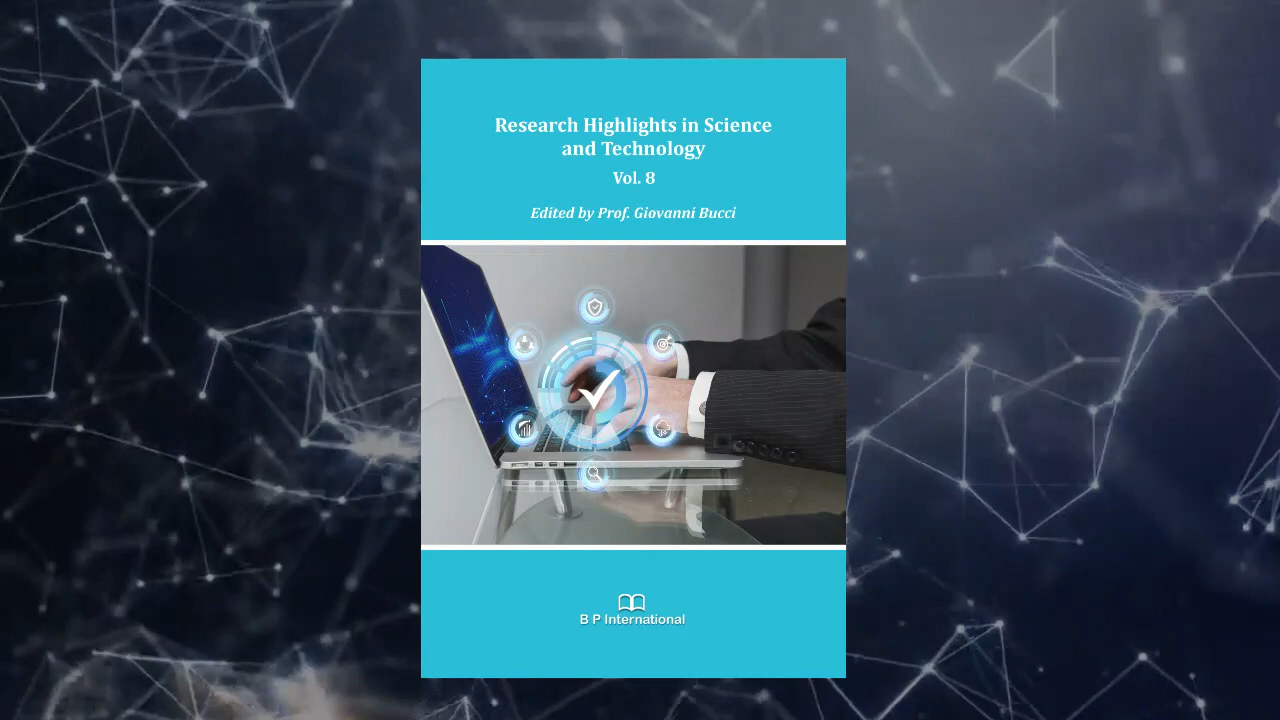 Research Highlights in Science
and Technology
Vol. 8
Edited by Prof. Giovanni Bucci
B P International